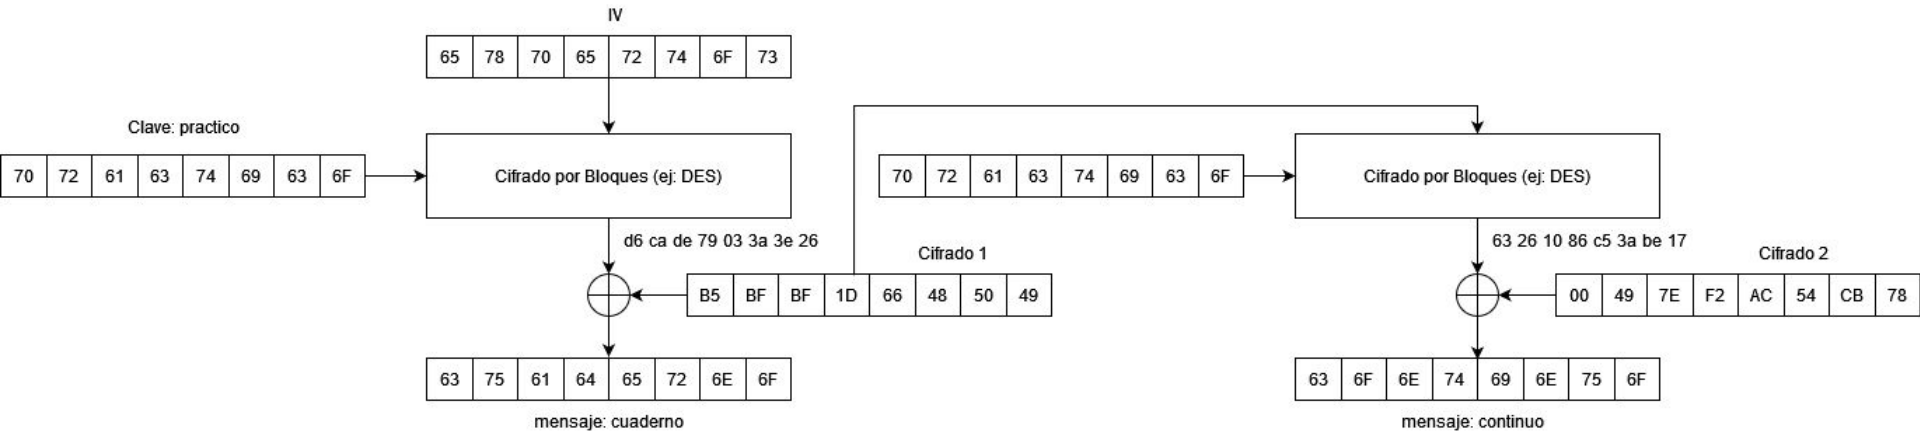 IV
65 78 70 65 72 74 6F 73
Clave: practico
70 72 61 63 74 69 63 6F
Cifrado por Bloques (ej: DES)
70 72 61 63 74 69 63 6F
Cifrado por Bloques (ej: DES)
d6 ca de 79 03 3a 3e 26
Cifrado 1
63 26 10 86 c5 3a be 17
Cifrado 2
B5 BF BF 1D 66 48 50 49
00 49 7E F2 AC 54 CB 78
63 75 61 64 65 72 6E 6F
63 6F 6E 74 69 6E 75 6F
mensaje: cuaderno
mensaje: continuo